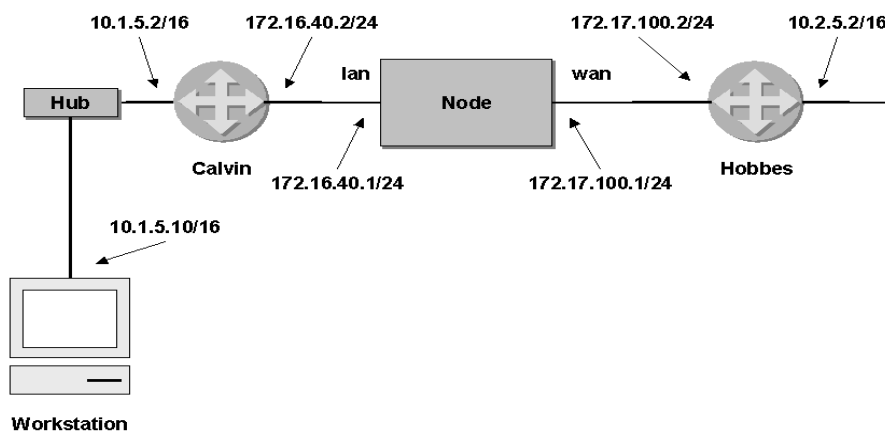 10.1.5.2/16
172.16.40.2/24
172.17.100.2/24
10.2.5.2/16
lan
wan
Hub
Node
Calvin
Hobbes
172.16.40.1/24
172.17.100.1/24
10.1.5.10/16
Workstation